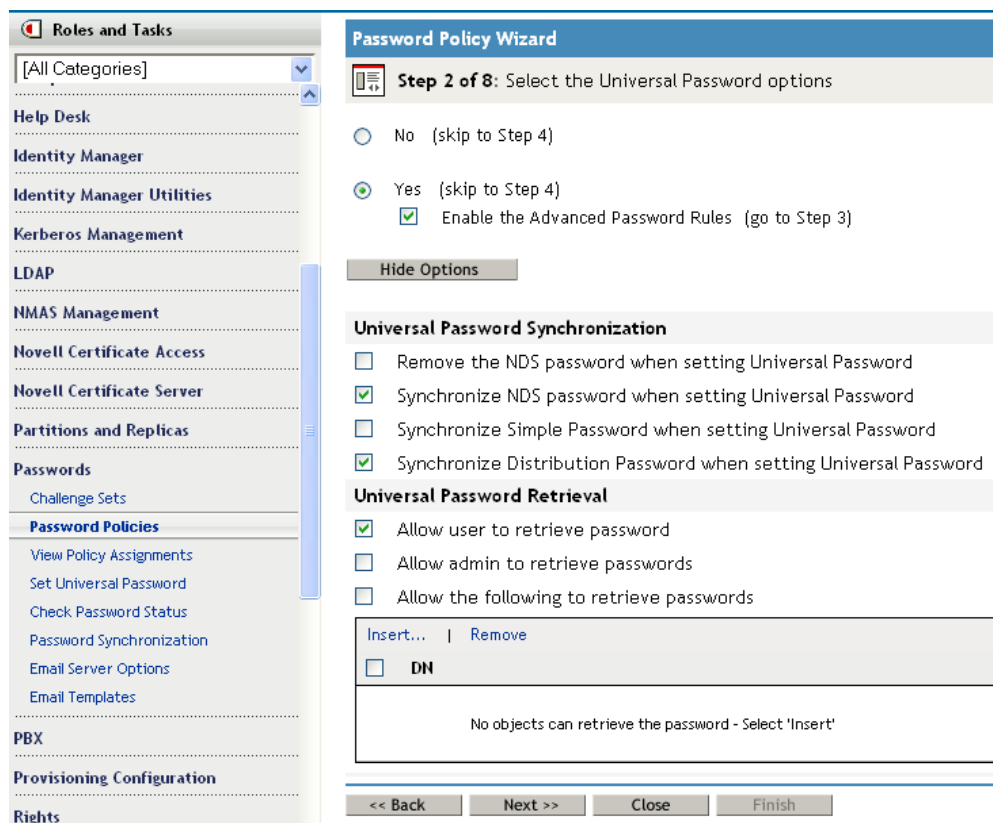 Roles and Tasks
[All Categories]
Help Desk
Identity Manager
Identity Manager Utilities
Kerberos Management
LDAP
NMAS Management
Novell Certificate Access
Novell Certificate Server
Partitions and Replicas
Passwords
Challenge Sets
Password Policies
View Policy Assignments
Set Universal Password
Check Password Status
Password Synchronization
Email Server Options
Email Templates
PBX
Provisioning Configuration
Rights
Password Policy Wizard
Step 2 of 8: Select the Universal Password options
No (skip to Step 4)
Yes (skip to Step 4)
Enable the Advanced Password Rules (go to Step 3)
Hide Options
Universal Password Synchronization
Remove the NDS password when setting Universal Password
Synchronize NDS password when setting Universal Password
Synchronize Simple Password when setting Universal Password
Synchronize Distribution Password when setting Universal Password
Universal Password Retrieval
Allow user to retrieve password
Allow admin to retrieve passwords
Allow the following to retrieve passwords
Insert... | Remove
DN
No objects can retrieve the password - Select 'Insert'
<< Back Next >> Close Finish